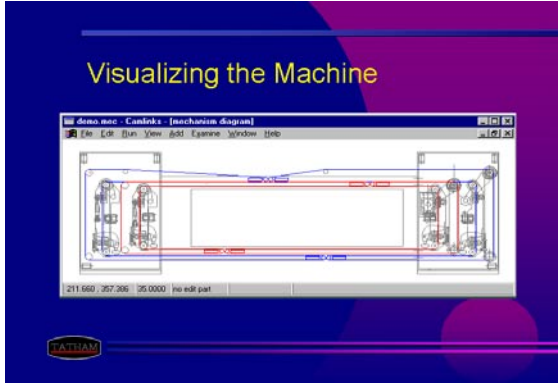 Visualizing the Machine
demo.mec - Camlinks - [mechanism diagram]
File Edit Run View Add Examine Window Help
211.660 , 357.386 35.0000 no edit part
TATHAM